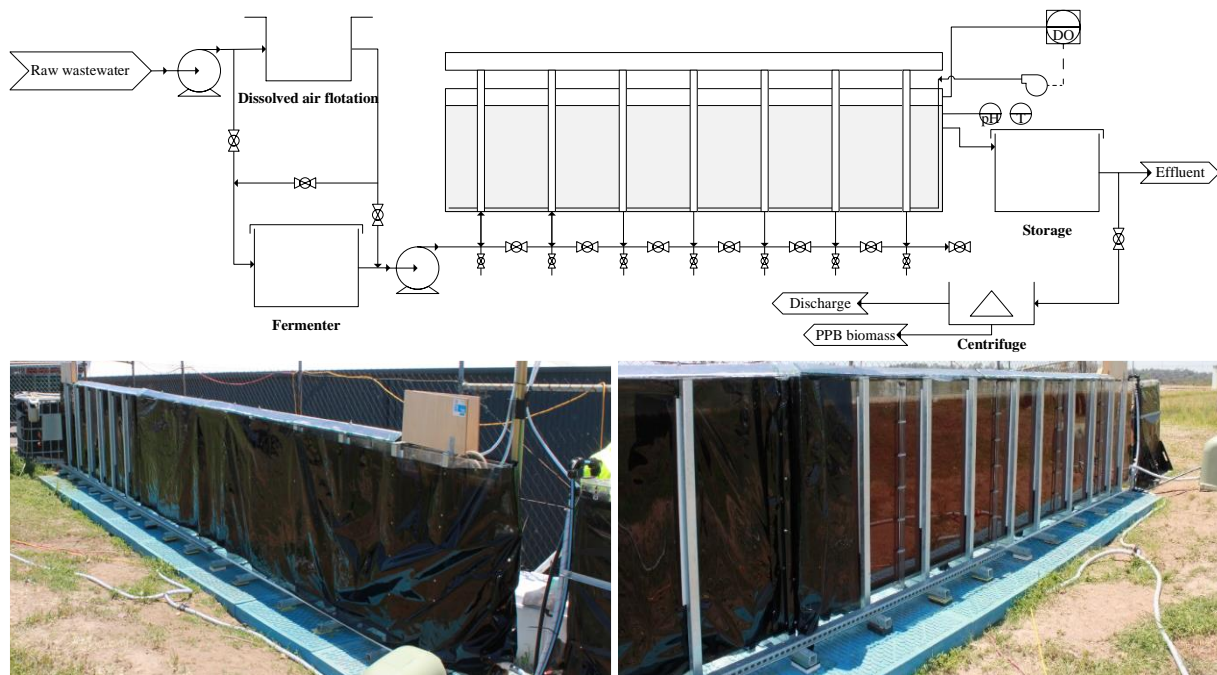 Raw wastewater
Dissolved air flotation
Fermenter
DO
pH
T
Storage
Effluent
Discharge
PPB biomass
Centrifuge